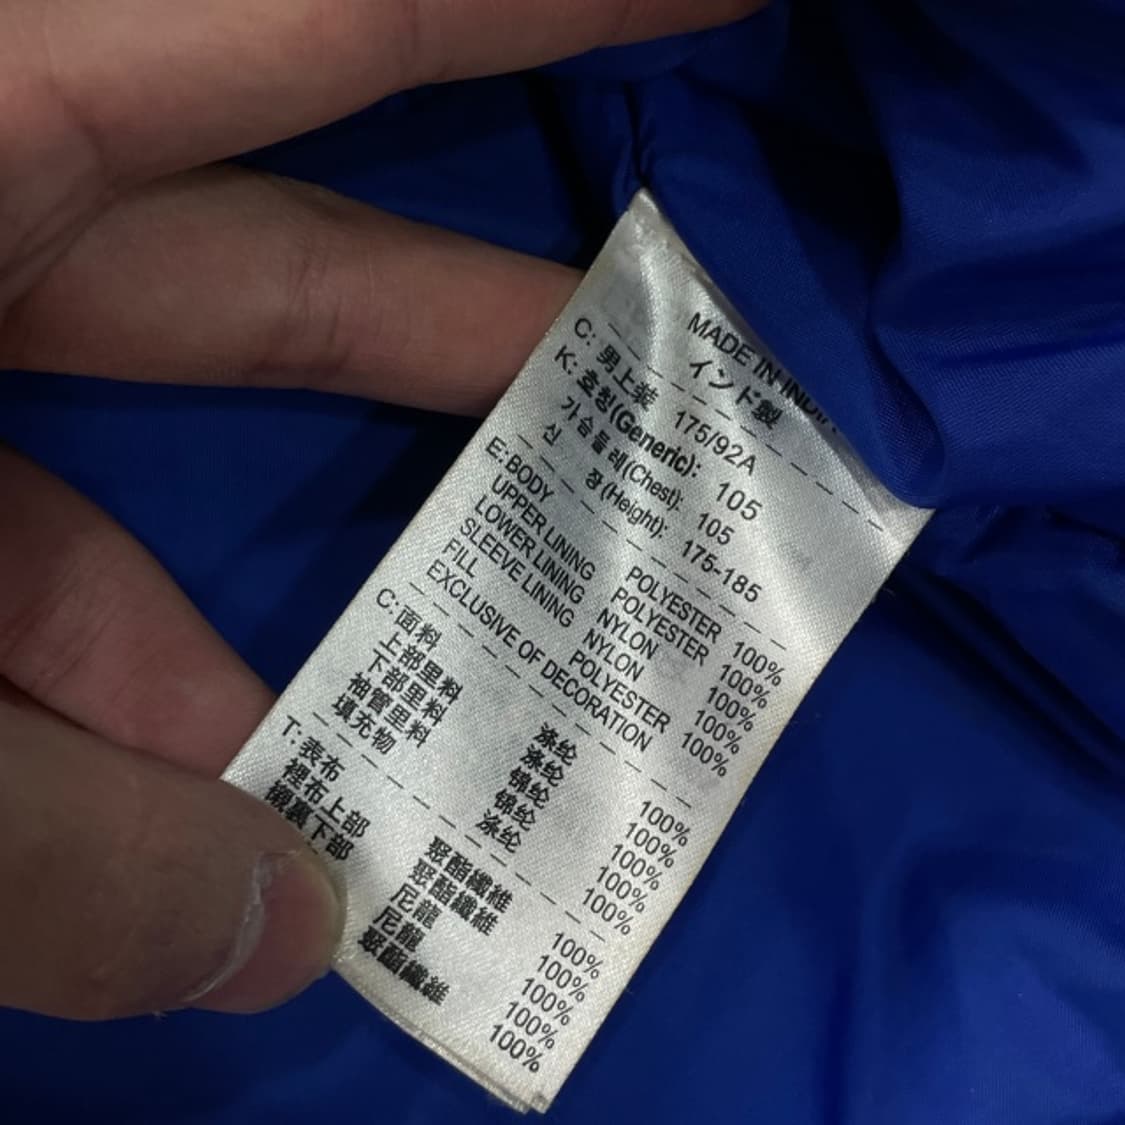 MADE IN INDIA
インド製
C: 男上装 175/92A
K: 호칭(Generic): 105
가슴둘레(Chest): 105
신 장(Height): 175-185
E: BODY POLYESTER 100%
UPPER LINING POLYESTER 100%
LOWER LINING NYLON 100%
SLEEVE LINING NYLON 100%
FILL POLYESTER 100%
EXCLUSIVE OF DECORATION
C: 面料 涤纶 100%
上部里料 涤纶 100%
下部里料 锦纶 100%
袖管里料 锦纶 100%
填充物 涤纶 100%
T: 表布 聚酯纖維 100%
裡布上部 聚酯纖維 100%
下部 尼龍 100%
尼龍 100%
聚酯纖維 100%